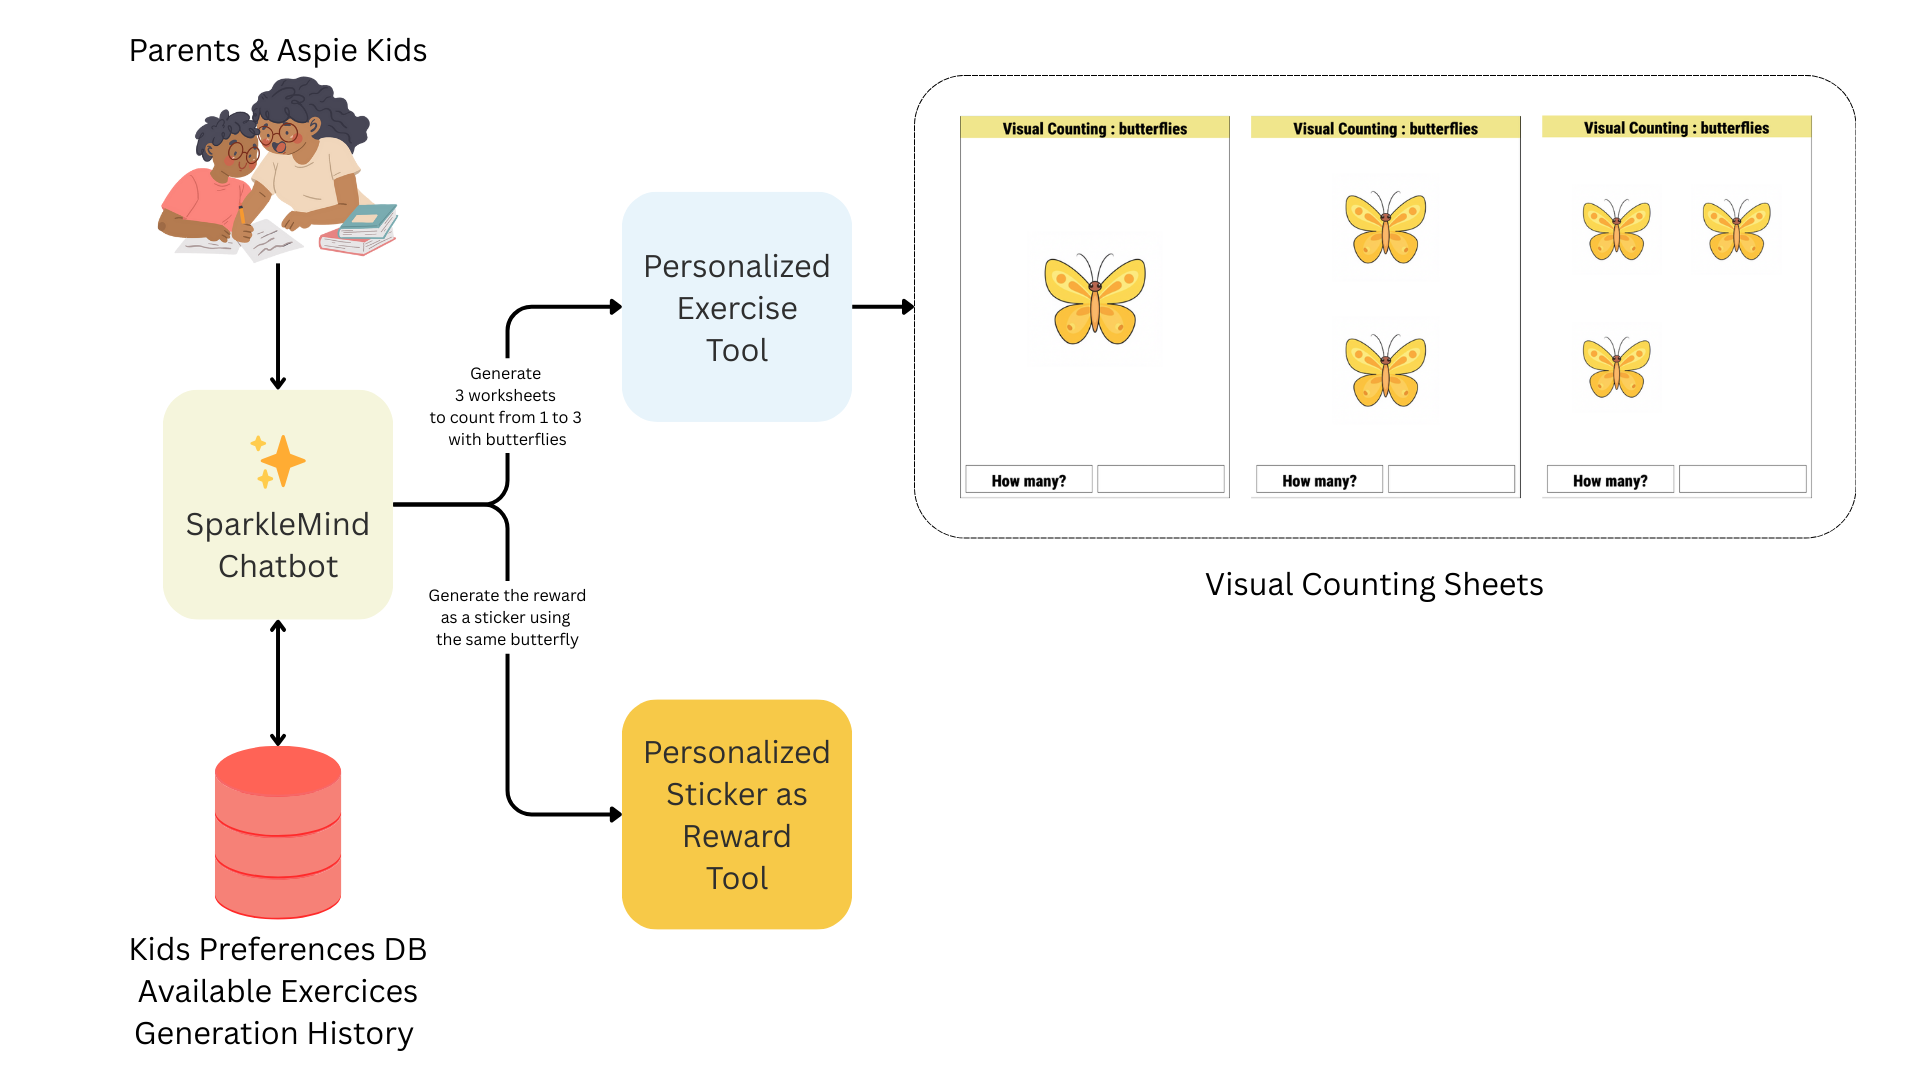 Parents & Aspie Kids
SparkleMind
Chatbot
Kids Preferences DB
Available Exercices
Generation History
Generate
3 worksheets
to count from 1 to 3
with butterflies
Generate the reward
as a sticker using
the same butterfly
Personalized
Exercise
Tool
Personalized
Sticker as
Reward
Tool
Visual Counting : butterflies
How many?
Visual Counting : butterflies
How many?
Visual Counting : butterflies
How many?
Visual Counting Sheets